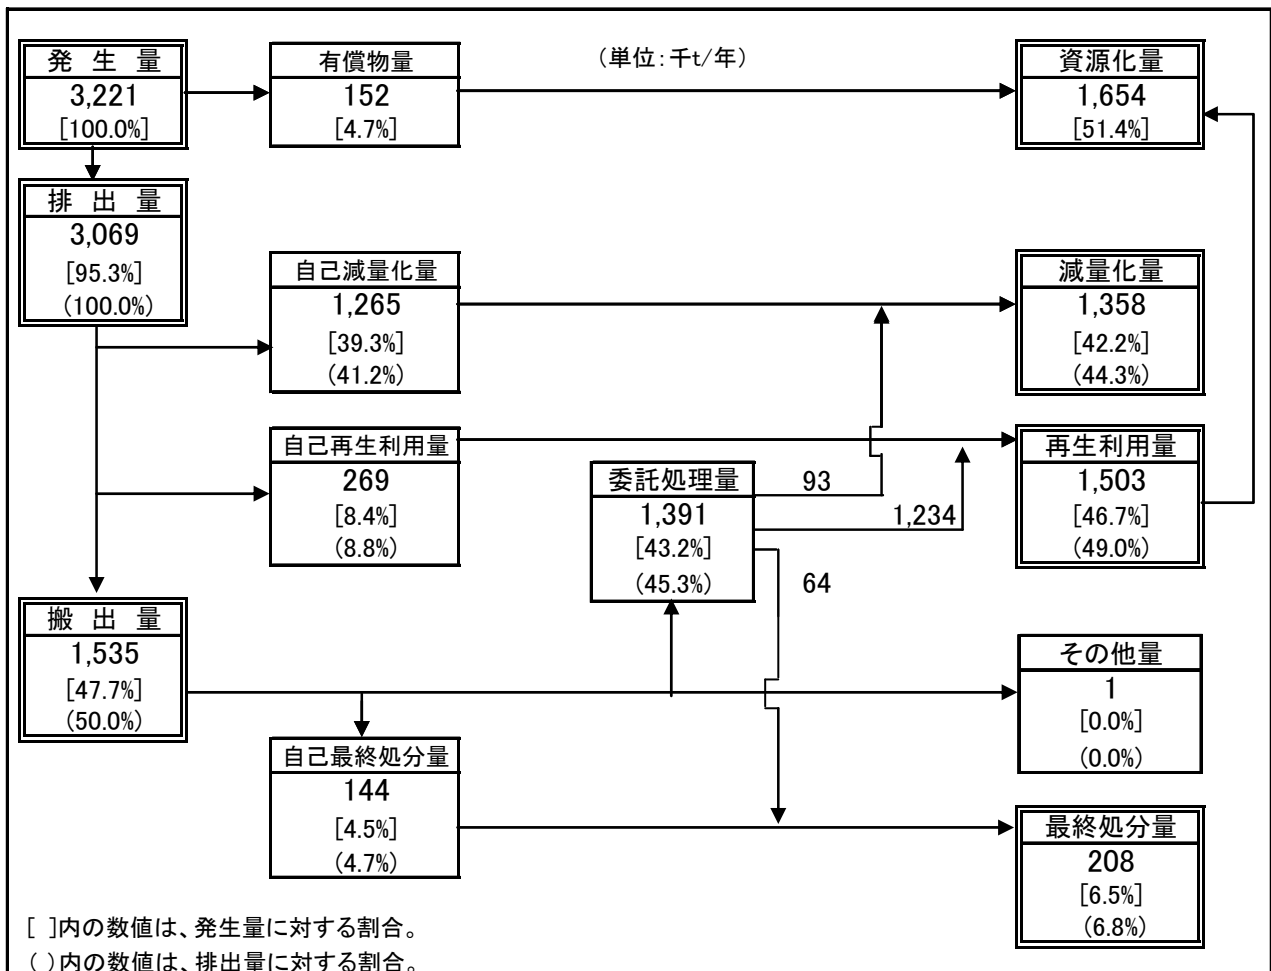 発 生 量
3,221
[100.0%]
有償物量
152
[4.7%]
(単位:千t/年)
資源化量
1,654
[51.4%]
排 出 量
3,069
[95.3%]
(100.0%)
自己減量化量
1,265
[39.3%]
(41.2%)
減量化量
1,358
[42.2%]
(44.3%)
自己再生利用量
269
[8.4%]
(8.8%)
委託処理量
1,391
[43.2%]
(45.3%)
93
1,234
64
再生利用量
1,503
[46.7%]
(49.0%)
搬 出 量
1,535
[47.7%]
(50.0%)
その他量
1
[0.0%]
(0.0%)
自己最終処分量
144
[4.5%]
(4.7%)
最終処分量
208
[6.5%]
(6.8%)
[ ]内の数値は、発生量に対する割合。
( )内の数値は、排出量に対する割合。